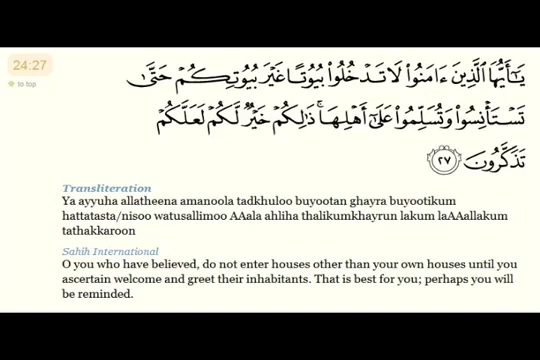 24:27
to top
يَـٰٓأَيُّهَا ٱلَّذِينَ ءَامَنُوا۟ لَا تَدْخُلُوا۟ بُيُوتًا غَيْرَ بُيُوتِكُمْ حَتَّىٰ
تَسْتَأْنِسُوا۟ وَتُسَلِّمُوا۟ عَلَىٰٓ أَهْلِهَا ۚ ذَٰلِكُمْ خَيْرٌ لَّكُمْ لَعَلَّكُمْ
تَذَكَّرُونَ ٢٧
Transliteration
Ya ayyuha allatheena amanoola tadkhuloo buyootan ghayra buyootikum
hattatasta/nisoo watusallimoo AAala ahliha thalikumkhayrun lakum laAAallakum
tathakkaroon
Sahih International
O you who have believed, do not enter houses other than your own houses until you
ascertain welcome and greet their inhabitants. That is best for you; perhaps you will
be reminded.